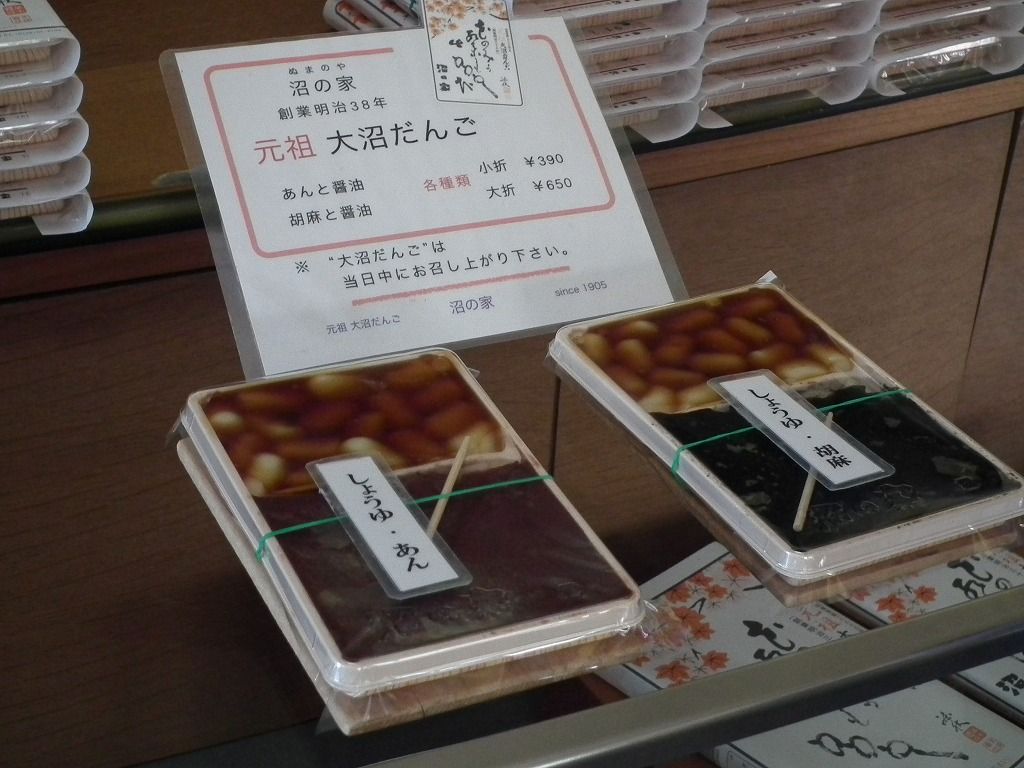 ぬまのや
沼の家
創業明治38年
元祖 大沼だんご
あんと醤油
胡麻と醤油
各種類
小折 ￥390
大折 ￥650
※ “大沼だんご”は
当日中にお召し上がり下さい。
元祖 大沼だんご
沼の家
since 1905
しょうゆ・あん
しょうゆ・胡麻